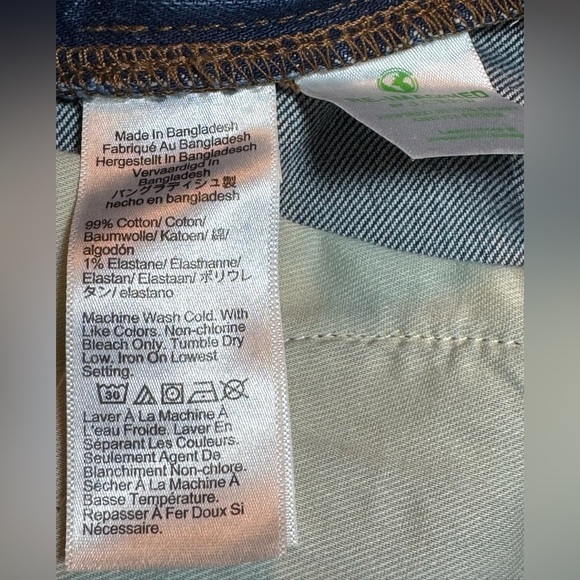 Made In Bangladesh
Fabriqué Au Bangladesh
Hergestellt In Bangladesch
Vervaardigd In
Bangladesh
バングラディシュ製
hecho en bangladesh
99% Cotton/ Coton/
Baumwolle/ Katoen/ 綿/
algodón
1% Elastane/ Élasthanne/
Elastan/ Elastaan/ ポリウレ
タン/ elastano
Machine Wash Cold. With
Like Colors. Non-chlorine
Bleach Only. Tumble Dry
Low. Iron On Lowest
Setting.
30
Laver À La Machine À
L'eau Froide. Laver En
Séparant Les Couleurs.
Seulement Agent De
Blanchiment Non-chlore.
Sécher À La Machine À
Basse Température.
Repasser À Fer Doux Si
Nécessaire.